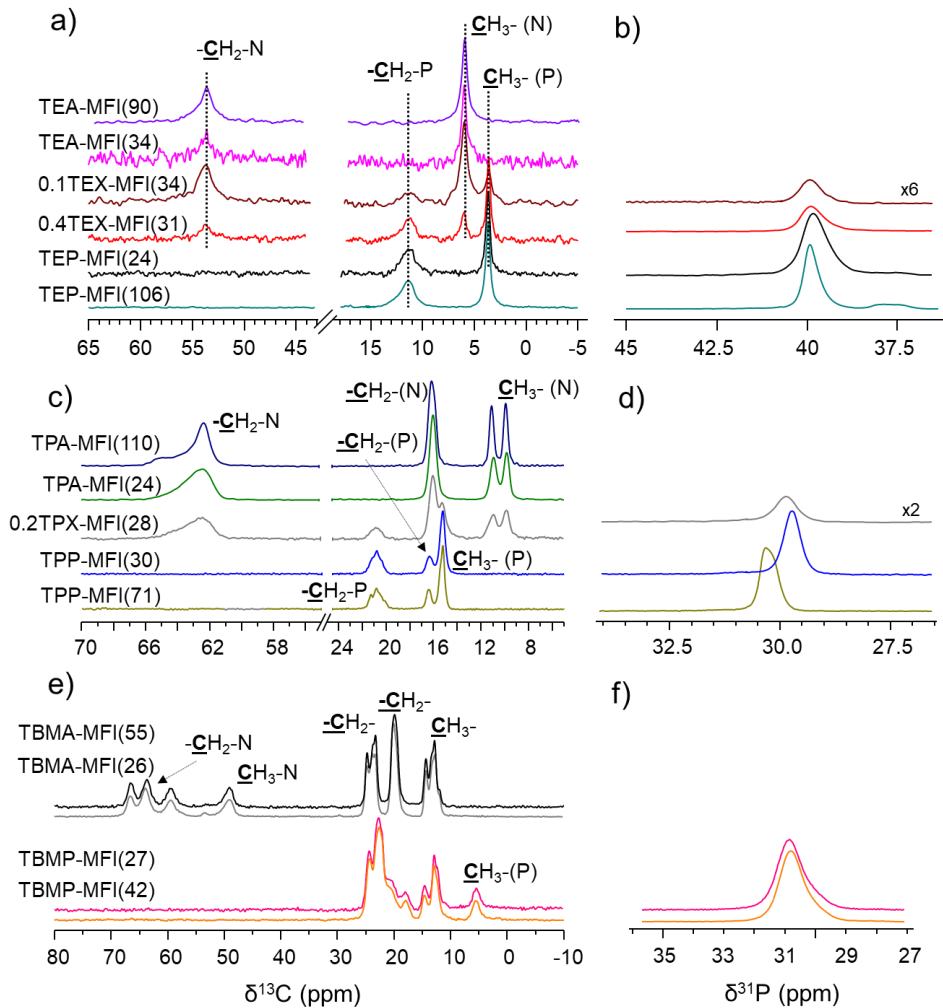 a)
b)
-CH2-N
-CH2-P
CH3- (N)
CH3- (P)
TEA-MFI(90)
TEA-MFI(34)
0.1TEX-MFI(34)
0.4TEX-MFI(31)
TEP-MFI(24)
TEP-MFI(106)
x6
65 60 55 50 45 15 10 5 0 -5
45 42.5 40 37.5
c)
d)
-CH2-N
-CH2-(N)
CH3- (N)
-CH2-(P)
TPA-MFI(110)
TPA-MFI(24)
0.2TPX-MFI(28)
TPP-MFI(30)
TPP-MFI(71)
CH3- (P)
-CH2-P
x2
70 66 62 58 24 20 16 12 8 5
32.5 30.0 27.5
e)
f)
TBMA-MFI(55)
TBMA-MFI(26)
-CH2-N
CH3-N
-CH2-
-CH2-
CH3-
TBMP-MFI(27)
TBMP-MFI(42)
CH3-(P)
80 70 60 50 40 30 20 10 0 -10
35 33 31 29 27
δ13C (ppm)
δ31P (ppm)